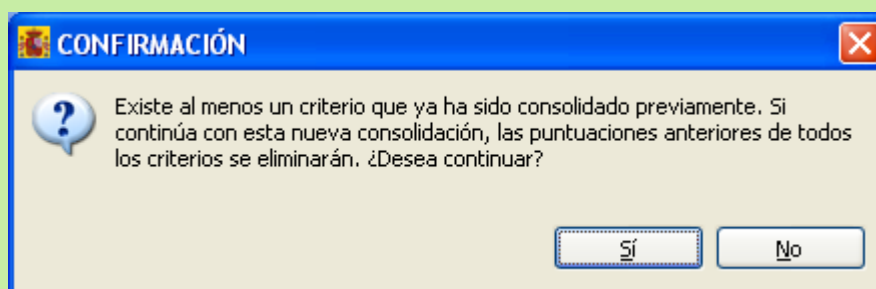 CONFIRMACIÓN
Existe al menos un criterio que ya ha sido consolidado previamente. Si
continúa con esta nueva consolidación, las puntuaciones anteriores de todos
los criterios se eliminarán. ¿Desea continuar?
Sí
No